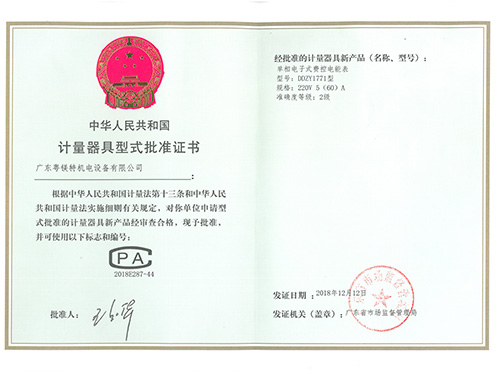 中华人民共和国
计量器具型式批准证书
广东粤镁特机电设备有限公司
：
根据中华人民共和国计量法第十三条和中华人民
共和国计量法实施细则有关规定，对你单位申请型
式批准的计量器具新产品经审查合格，现予批准，
并可使用以下标志和编号：
CPA
2018E287-44
批准人：
经批准的计量器具新产品（名称、型号）：
单相电子式费控电能表
型号：DDZY1771型
规格：220V 5（60）A
准确度等级：2级
发证日期：2018年12月12日
发证机关（盖章）：广东省市场监督管理局